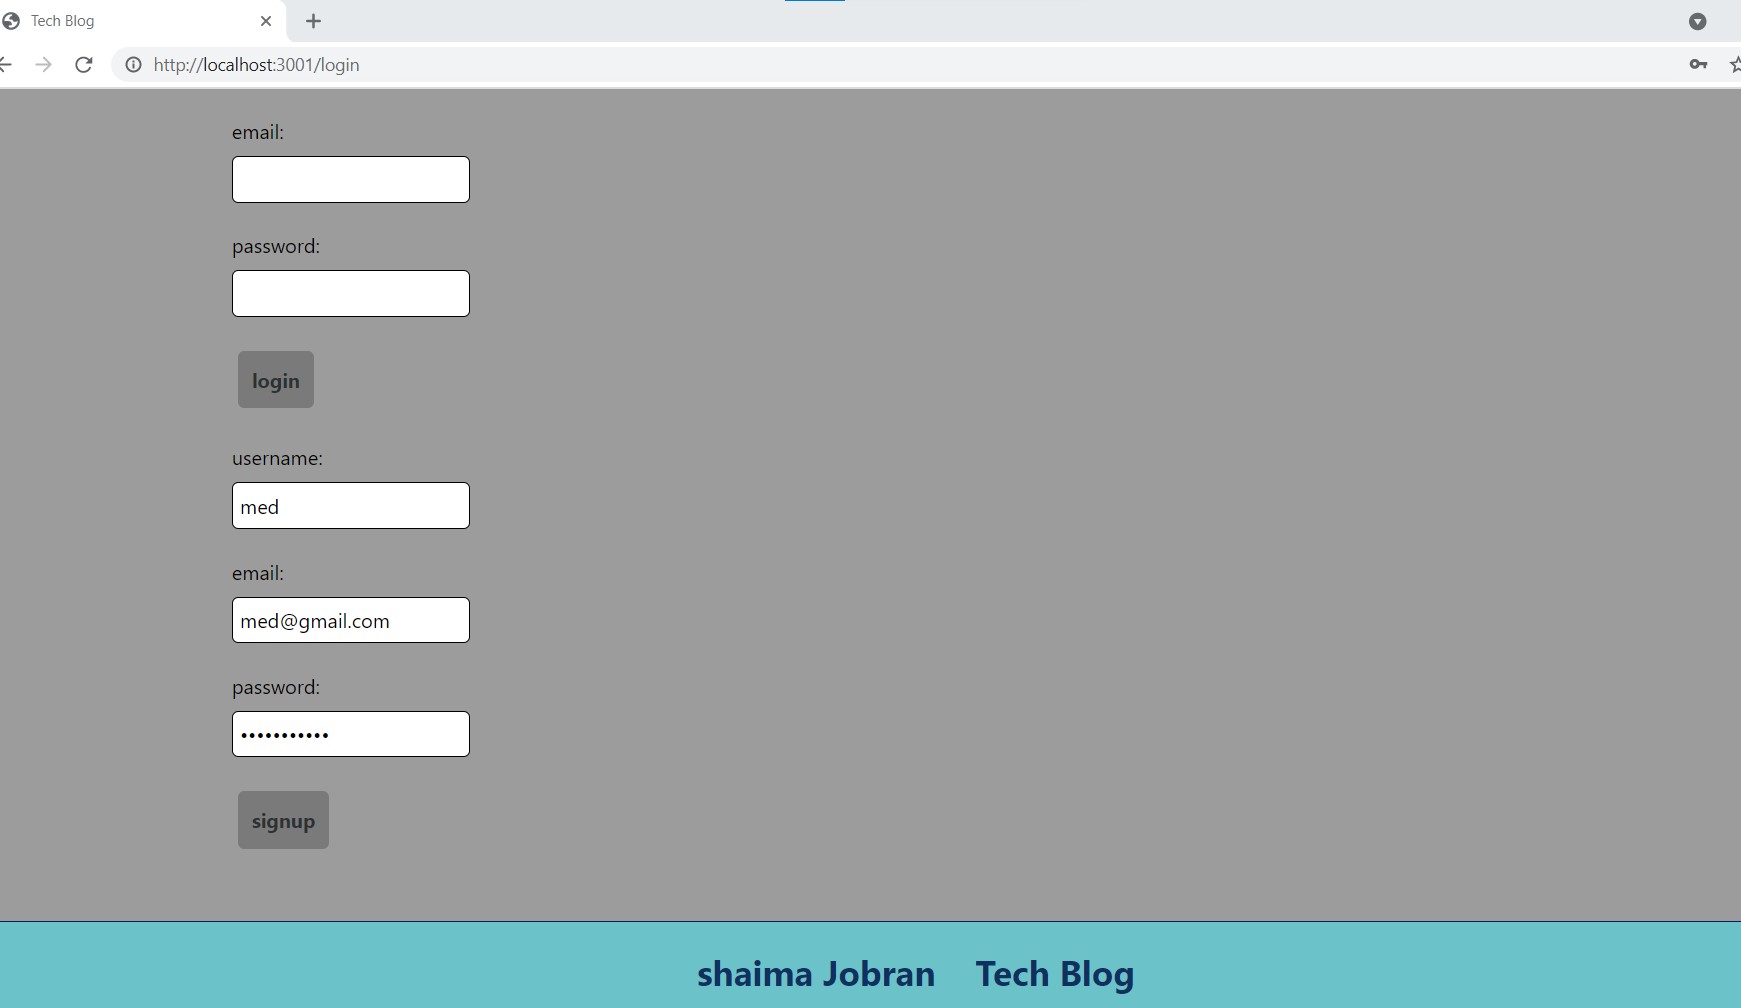 Tech Blog
http://localhost:3001/login
email:
password:
login
username:
med
email:
med@gmail.com
password:
•••••••••••
signup
shaima Jobran Tech Blog